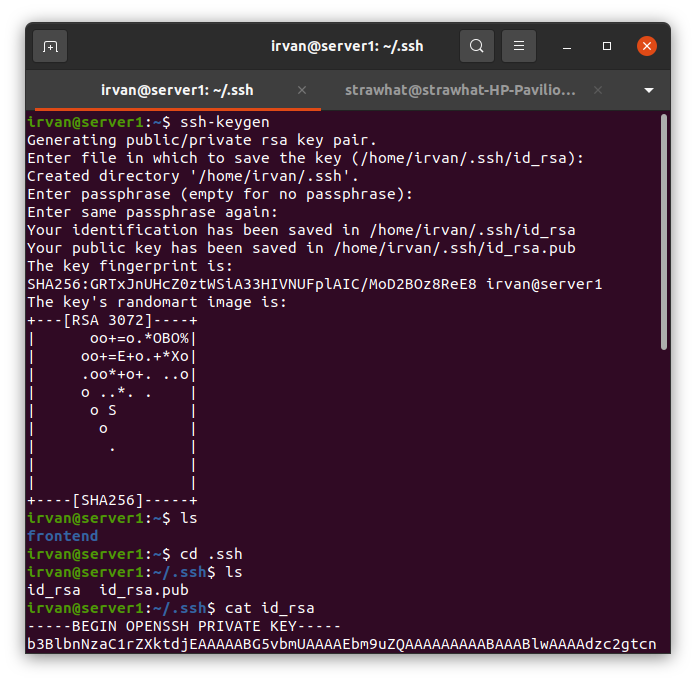 irvan@server1: ~/.ssh
irvan@server1: ~/.ssh
strawhat@strawhat-HP-Pavilio...
irvan@server1:~$ ssh-keygen
Generating public/private rsa key pair.
Enter file in which to save the key (/home/irvan/.ssh/id_rsa):
Created directory '/home/irvan/.ssh'.
Enter passphrase (empty for no passphrase):
Enter same passphrase again:
Your identification has been saved in /home/irvan/.ssh/id_rsa
Your public key has been saved in /home/irvan/.ssh/id_rsa.pub
The key fingerprint is:
SHA256:GRTxJnUHcZ0ztWSiA33HIVNUFplAIC/MoD2BOz8ReE8 irvan@server1
The key's randomart image is:
+---[RSA 3072]----+
|      oo+=o.*OBO%|
|     oo+=E+o.+*Xo|
|     .oo*+o+. ..o|
|     o ..*. .    |
|      o S        |
|       o         |
|        .        |
|                 |
|                 |
+----[SHA256]-----+
irvan@server1:~$ ls
frontend
irvan@server1:~$ cd .ssh
irvan@server1:~/.ssh$ ls
id_rsa  id_rsa.pub
irvan@server1:~/.ssh$ cat id_rsa
-----BEGIN OPENSSH PRIVATE KEY-----
b3BlbnNzaC1rZXktdjEAAAAABG5vbmUAAAAEbm9uZQAAAAAAAAABAAABlwAAAAdzc2gtcn